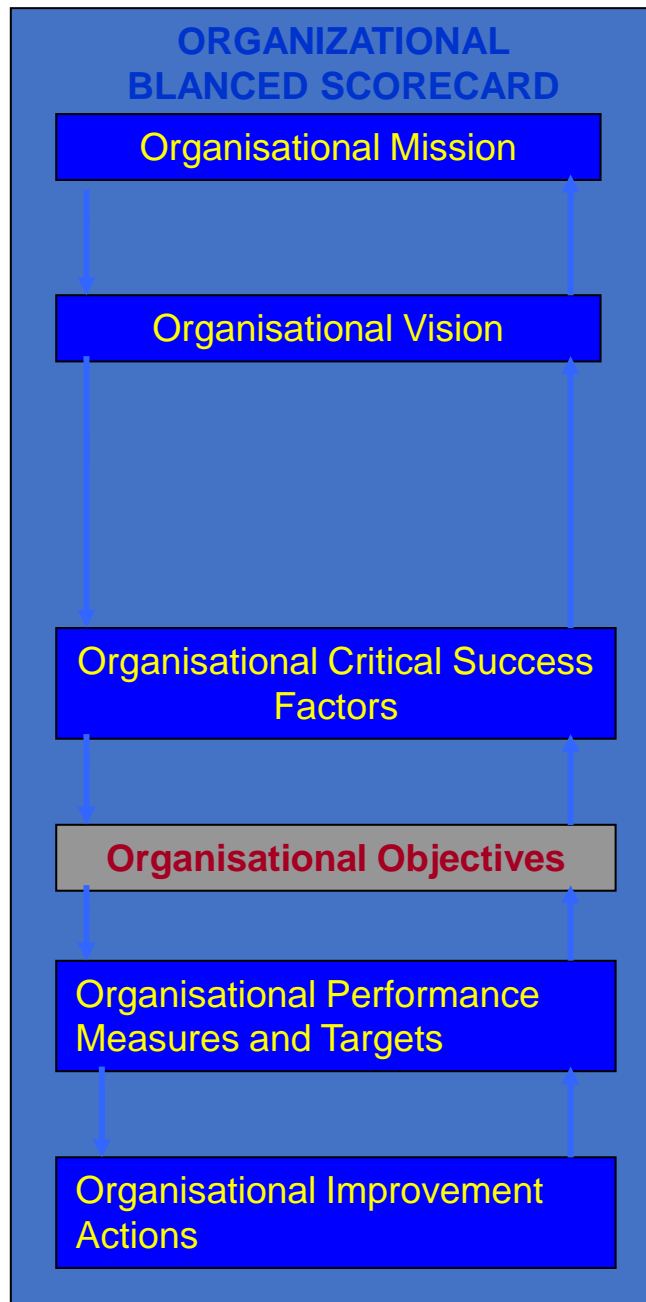 ORGANIZATIONAL
BLANCED SCORECARD
Organisational Mission
Organisational Vision
Organisational Critical Success
Factors
Organisational Objectives
Organisational Performance
Measures and Targets
Organisational Improvement
Actions